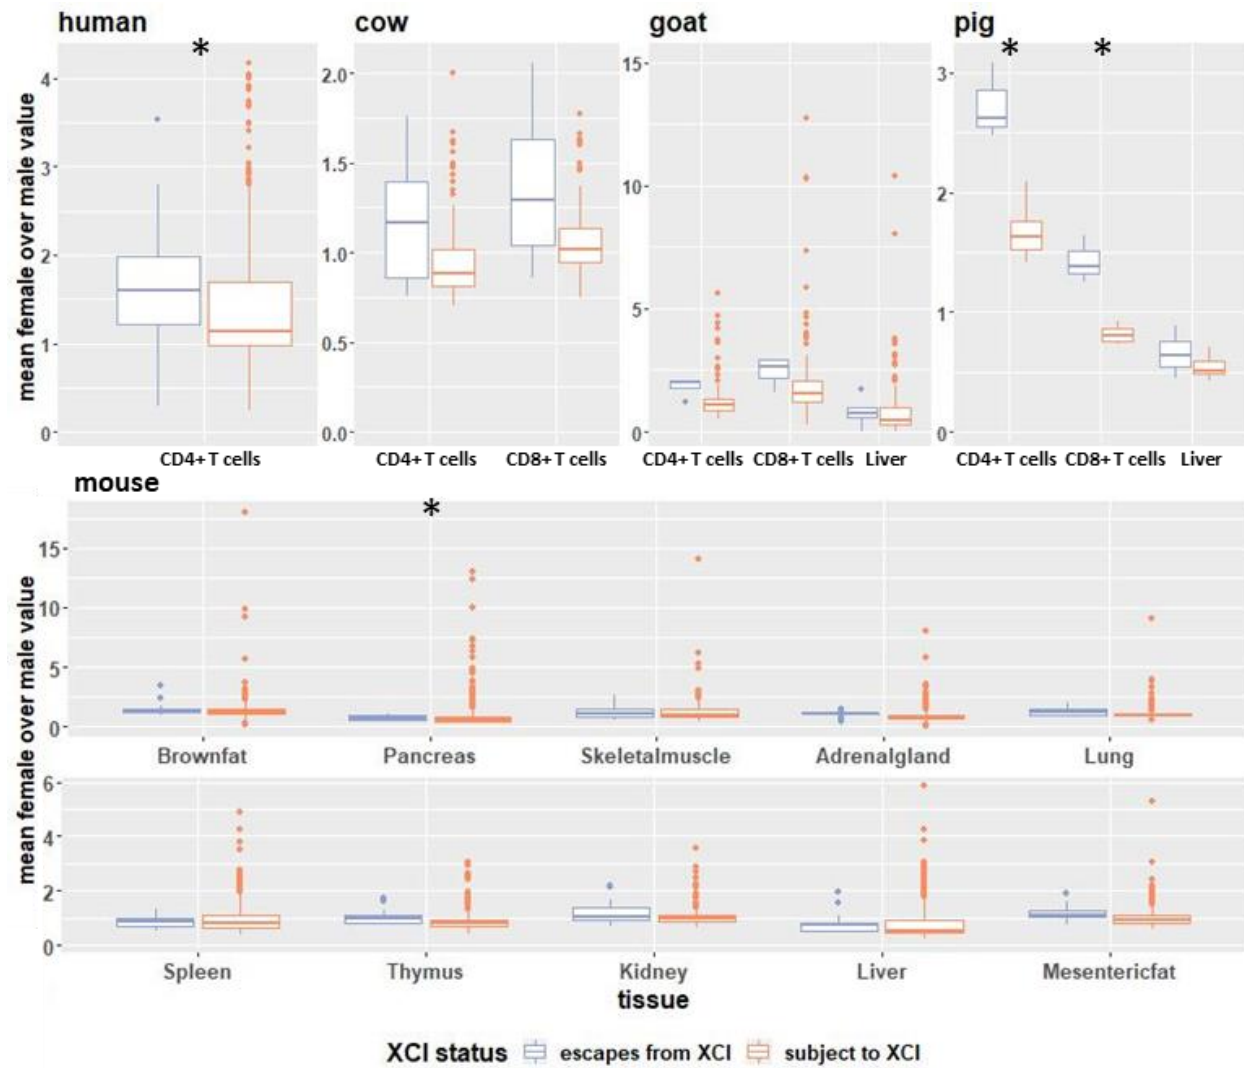 human cow goat pig
* * *
mean female over male value
4
3
2
1
0
2.0
1.5
1.0
0.5
0.0
15
10
5
0
3
2
1
0
CD4+ T cells CD4+ T cells CD8+ T cells CD4+ T cells CD8+ T cells Liver CD4+ T cells CD8+ T cells Liver
mouse
*
mean female over male value
15
10
5
0
Brownfat Pancreas Skeletalmuscle Adrenalgland Lung
6
4
2
0
Spleen Thymus Kidney Liver Mesentericfat
tissue
XCI status escapes from XCI subject to XCI